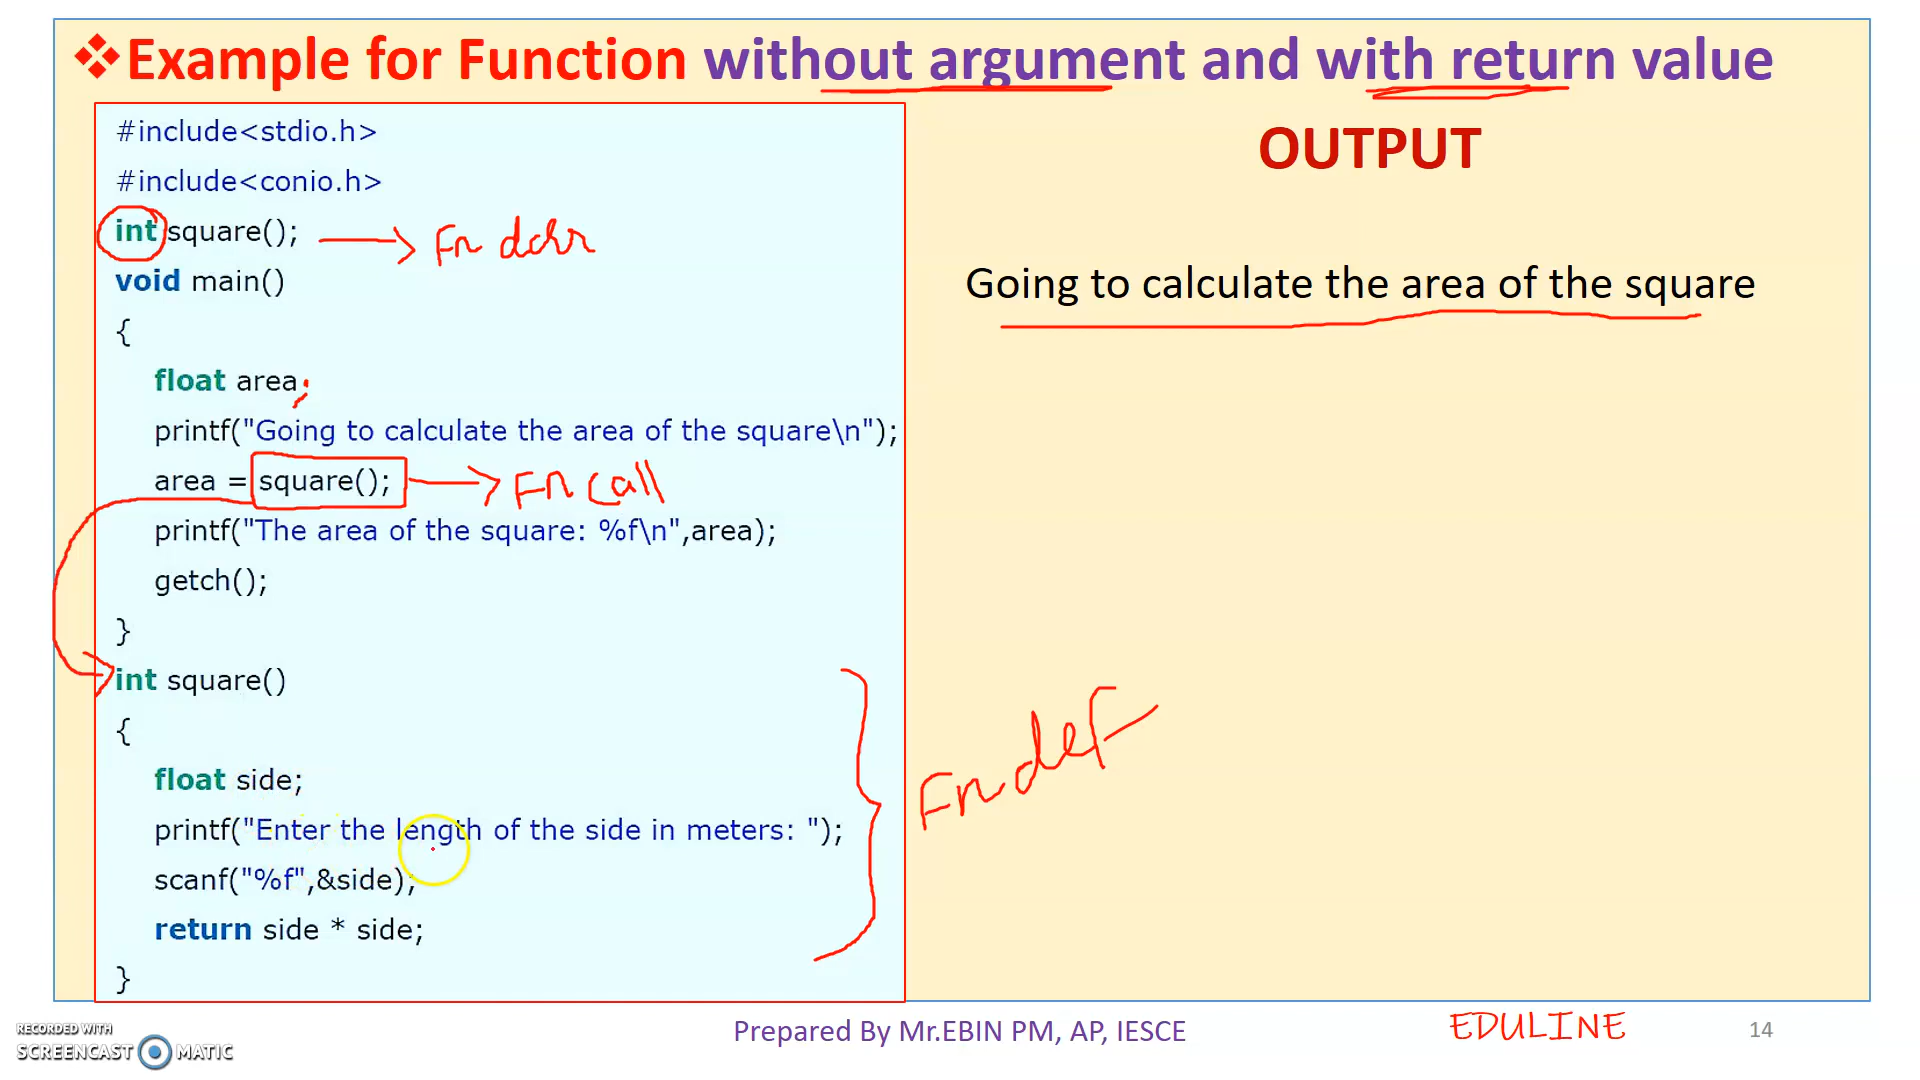 ❖Example for Function without argument and with return value
#include<stdio.h>
#include<conio.h>
int square();
Fn dclr
void main()
{
float area;
printf("Going to calculate the area of the square\n");
area = square();
Fn call
printf("The area of the square: %f\n",area);
getch();
}
int square()
{
float side;
printf("Enter the length of the side in meters: ");
scanf("%f",&side);
return side * side;
}
Fn def
OUTPUT
Going to calculate the area of the square
Prepared By Mr.EBIN PM, AP, IESCE
EDULINE
14
RECORDED WITH
SCREENCAST MATIC